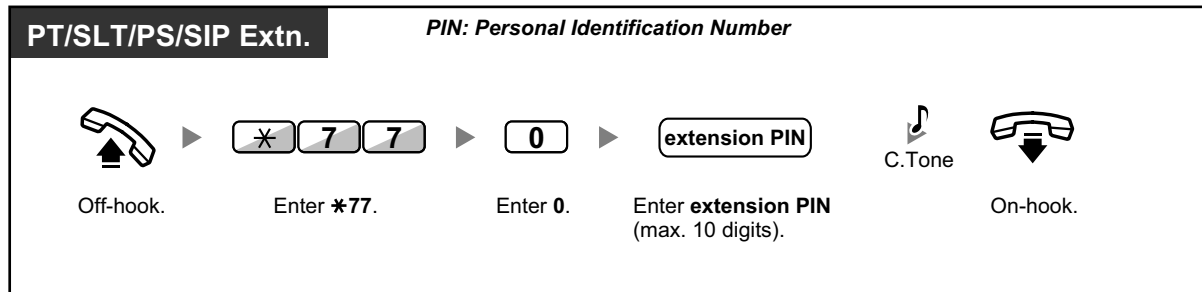 PT/SLT/PS/SIP Extn.
PIN: Personal Identification Number
✳ 7 7
0
extension PIN
C.Tone
Off-hook.
Enter ✳77.
Enter 0.
Enter extension PIN
(max. 10 digits).
On-hook.